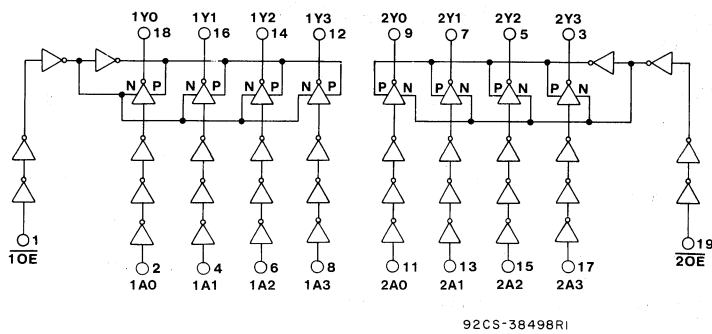 1Y0 1Y1 1Y2 1Y3 2Y0 2Y1 2Y2 2Y3
18 16 14 12 9 7 5 3
N P N P N P N P P N P N P N P N
1 19
1OE 2OE
2 4 6 8 11 13 15 17
1A0 1A1 1A2 1A3 2A0 2A1 2A2 2A3
92CS-38498R1